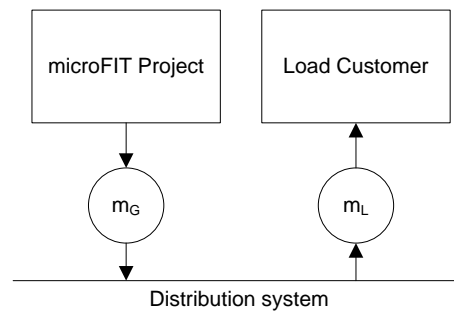 microFIT Project
Load Customer
mG
mL
Distribution system